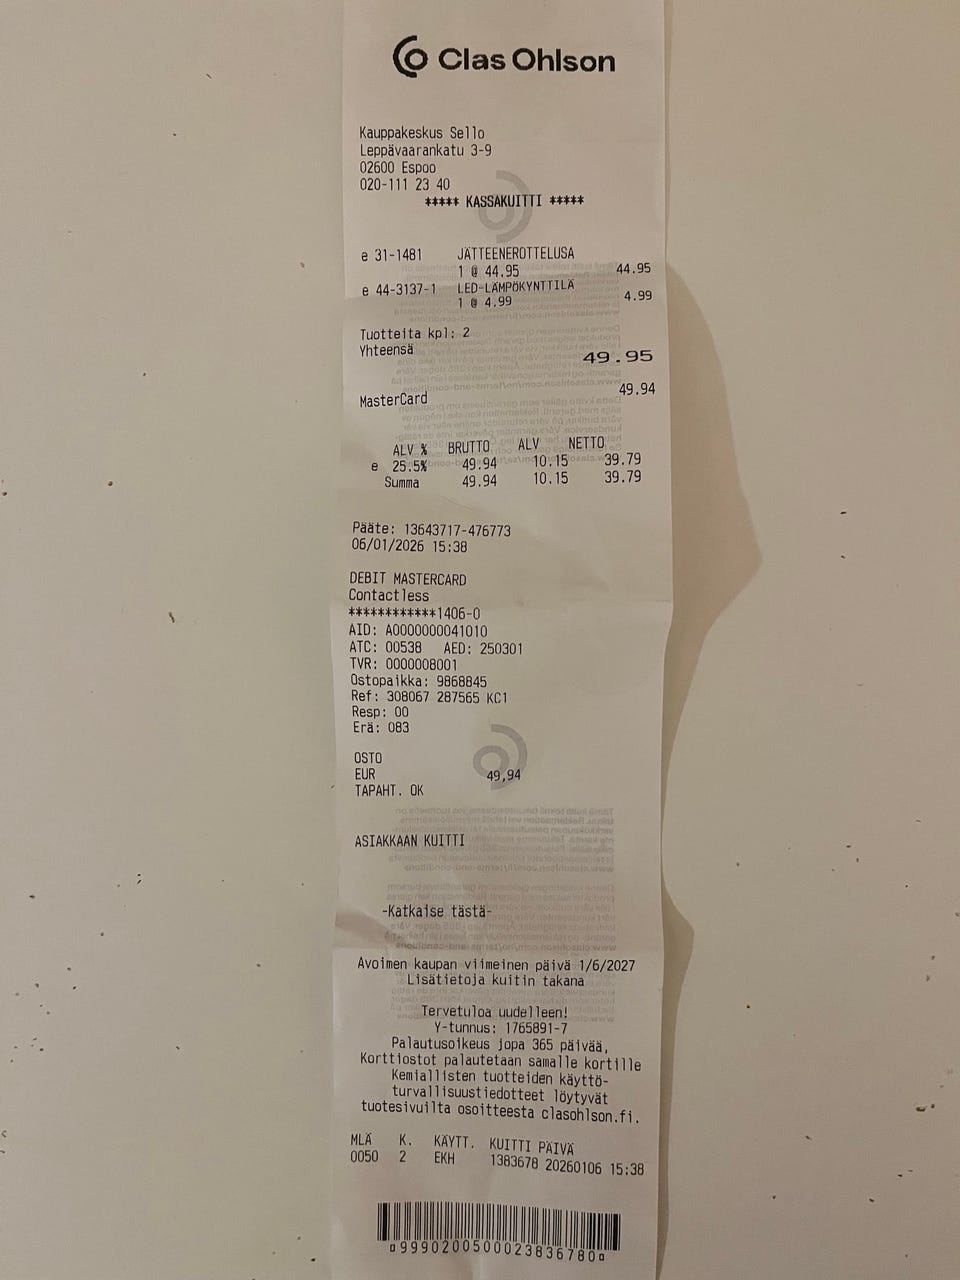 Clas Ohlson
Kauppakeskus Sello
Leppävaarankatu 3-9
02600 Espoo
020-111 23 40
***** KASSAKUITTI *****
e 31-1481 JÄTTEENEROTTELUSA
1 @ 44.95 44.95
e 44-3137-1 LED-LÄMPÖKYNTTILÄ
1 @ 4.99 4.99
Tuotteita kpl: 2
Yhteensä 49.95
MasterCard 49.94
ALV % BRUTTO ALV NETTO
e 25.5% 49.94 10.15 39.79
Summa 49.94 10.15 39.79
Pääte: 13643717-476773
06/01/2026 15:38
DEBIT MASTERCARD
Contactless
************1406-0
AID: A0000000041010
ATC: 00538 AED: 250301
TVR: 0000008001
Ostopaikka: 9868845
Ref: 308067 287565 KC1
Resp: 00
Erä: 083
OSTO
EUR 49,94
TAPAHT. OK
ASIAKKAAN KUITTI
-Katkaise tästä-
Avoimen kaupan viimeinen päivä 1/6/2027
Lisätietoja kuitin takana
Tervetuloa uudelleen!
Y-tunnus: 1765891-7
Palautusoikeus jopa 365 päivää,
Korttiostot palautetaan samalle kortille
Kemiallisten tuotteiden käyttö-
turvallisuustiedotteet löytyvät
tuotesivuilta osoitteesta clasohlson.fi.
MLÄ K. KÄYTT. KUITTI PÄIVÄ
0050 2 EKH 1383678 20260106 15:38
¤9990200500023836780¤